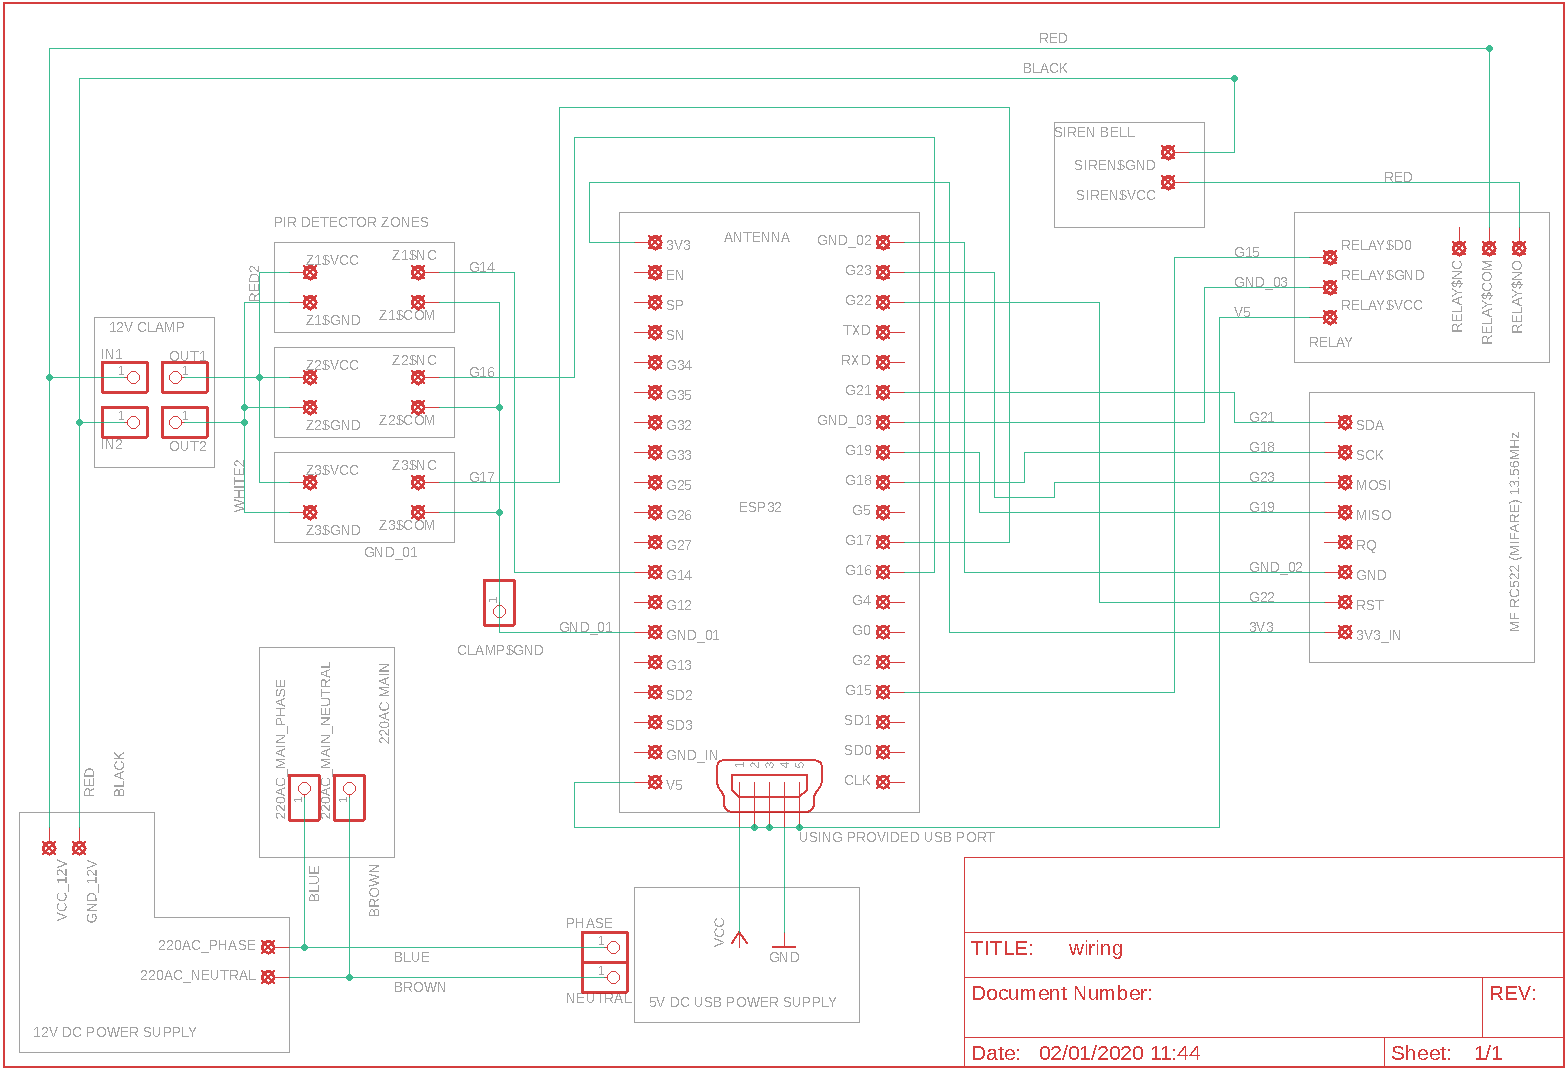 RED
BLACK
SIREN BELL
SIREN$GND
SIREN$VCC
RED
PIR DETECTOR ZONES
Z1$VCC
Z1$NC
G14
RED2
Z1$GND
Z1$COM
12V CLAMP
IN1
1
OUT1
1
IN2
1
OUT2
1
Z2$VCC
Z2$NC
G16
Z2$GND
Z2$COM
WHITE2
Z3$VCC
Z3$NC
G17
Z3$GND
Z3$COM
GND_01
1
CLAMP$GND
GND_01
ANTENNA
ESP32
3V3
EN
SP
SN
G34
G35
G32
G33
G25
G26
G27
G14
G12
GND_01
G13
SD2
SD3
GND_IN
V5
GND_02
G23
G22
TXD
RXD
G21
GND_03
G19
G18
G5
G17
G16
G4
G0
G2
G15
SD1
SD0
CLK
1 2 3 4 5
USING PROVIDED USB PORT
G15
GND_03
V5
RELAY$D0
RELAY$GND
RELAY$VCC
RELAY
RELAY$NC
RELAY$COM
RELAY$NO
G21
G18
G23
G19
GND_02
G22
3V3
SDA
SCK
MOSI
MISO
RQ
GND
RST
3V3_IN
MF RC522 (MIFARE) 13.56MHz
220AC_MAIN_PHASE
220AC_MAIN_NEUTRAL
220AC MAIN
1
1
BLUE
BROWN
RED
BLACK
VCC_12V
GND_12V
220AC_PHASE
220AC_NEUTRAL
12V DC POWER SUPPLY
BLUE
BROWN
PHASE
1
1
NEUTRAL
VCC
GND
5V DC USB POWER SUPPLY
TITLE: wiring
Document Number:
REV:
Date: 02/01/2020 11:44
Sheet: 1/1